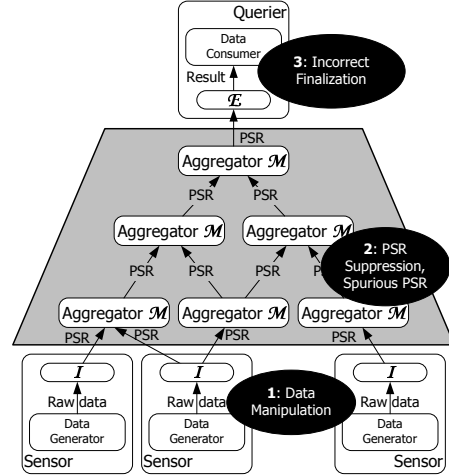 Querier
Data
Consumer
3: Incorrect
Finalization
Result
E
PSR
Aggregator M
PSR PSR
Aggregator M Aggregator M
2: PSR
Suppression,
Spurious PSR
PSR PSR PSR PSR
Aggregator M Aggregator M Aggregator M
PSR PSR PSR PSR
I I I
1: Data
Manipulation
Raw data Raw data Raw data
Data
Generator
Data
Generator
Data
Generator
Sensor Sensor Sensor